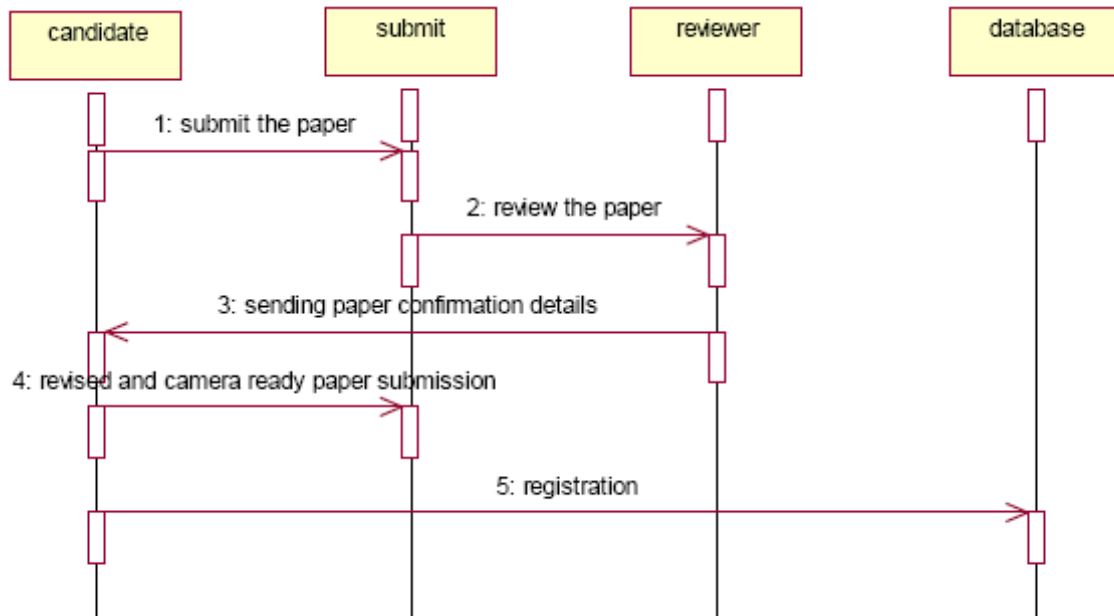 candidate
submit
reviewer
database
1: submit the paper
2: review the paper
3: sending paper confirmation details
4: revised and camera ready paper submission
5: registration